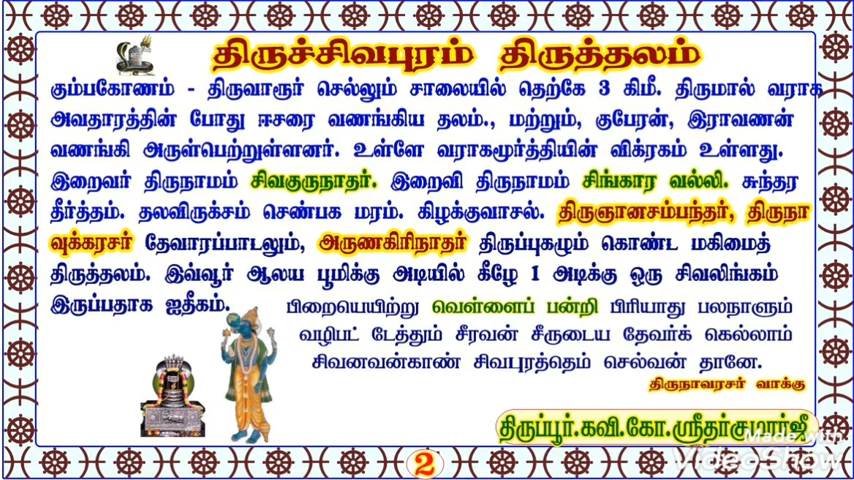 திருச்சிவபுரம் திருத்தலம்
கும்பகோணம் - திருவாரூர் செல்லும் சாலையில் தெற்கே 3 கிமீ. திருமால் வராக
அவதாரத்தின் போது ஈசரை வணங்கிய தலம்., மற்றும், குபேரன், இராவணன்
வணங்கி அருள்பெற்றுள்ளனர். உள்ளே வராகமூர்த்தியின் விக்ரகம் உள்ளது.
இறைவர் திருநாமம் சிவகுருநாதர். இறைவி திருநாமம் சிங்கார வல்லி. சுந்தர
தீர்த்தம். தலவிருக்சம் செண்பக மரம். கிழக்குவாசல். திருஞானசம்பந்தர், திருநா
வுக்கரசர் தேவாரப்பாடலும், அருணகிரிநாதர் திருப்புகழும் கொண்ட மகிமைத்
திருத்தலம். இவ்வூர் ஆலய பூமிக்கு அடியில் கீழே 1 அடிக்கு ஒரு சிவலிங்கம்
இருப்பதாக ஐதீகம்.
பிறையெயிற்று வெள்ளைப் பன்றி பிரியாது பலநாளும்
வழிபட் டேத்தும் சீரவன் சீருடைய தேவர்க் கெல்லாம்
சிவனவன்காண் சிவபுரத்தெம் செல்வன் தானே.
திருநாவரசர் வாக்கு
திருப்பூர்.கவி.கோ.ஸ்ரீதர்குமார்ஜீ
Made with
VideoShow
2